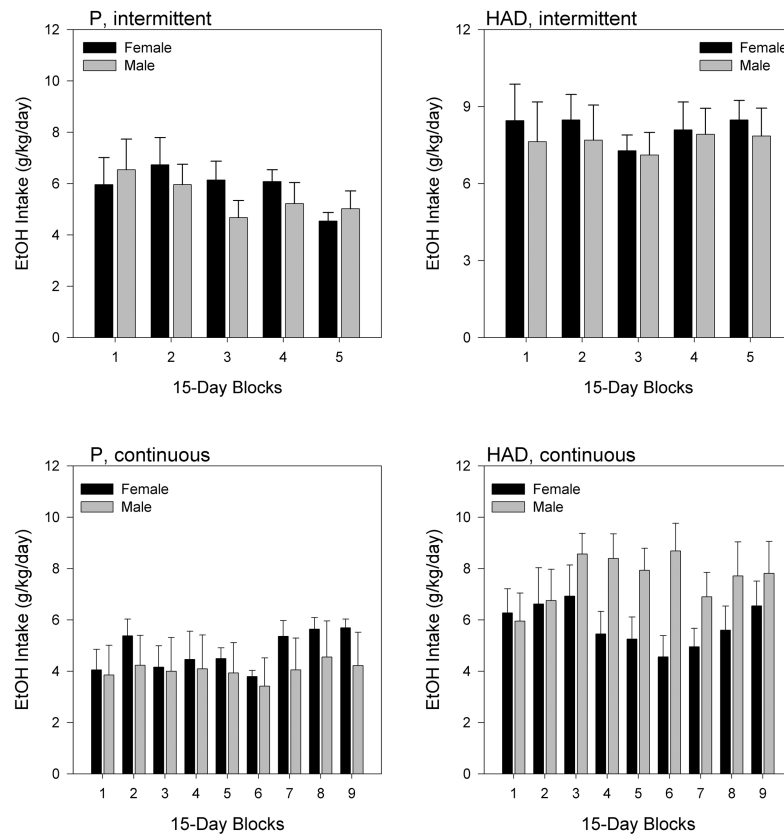 P, intermittent
12
10
8
6
4
2
0
EtOH Intake (g/kg/day)
Female
Male
1 2 3 4 5
15-Day Blocks
HAD, intermittent
12
9
6
3
0
EtOH Intake (g/kg/day)
Female
Male
1 2 3 4 5
15-Day Blocks
P, continuous
12
10
8
6
4
2
0
EtOH Intake (g/kg/day)
Female
Male
1 2 3 4 5 6 7 8 9
15-Day Blocks
HAD, continuous
12
10
8
6
4
2
0
EtOH Intake (g/kg/day)
Female
Male
1 2 3 4 5 6 7 8 9
15-Day Blocks